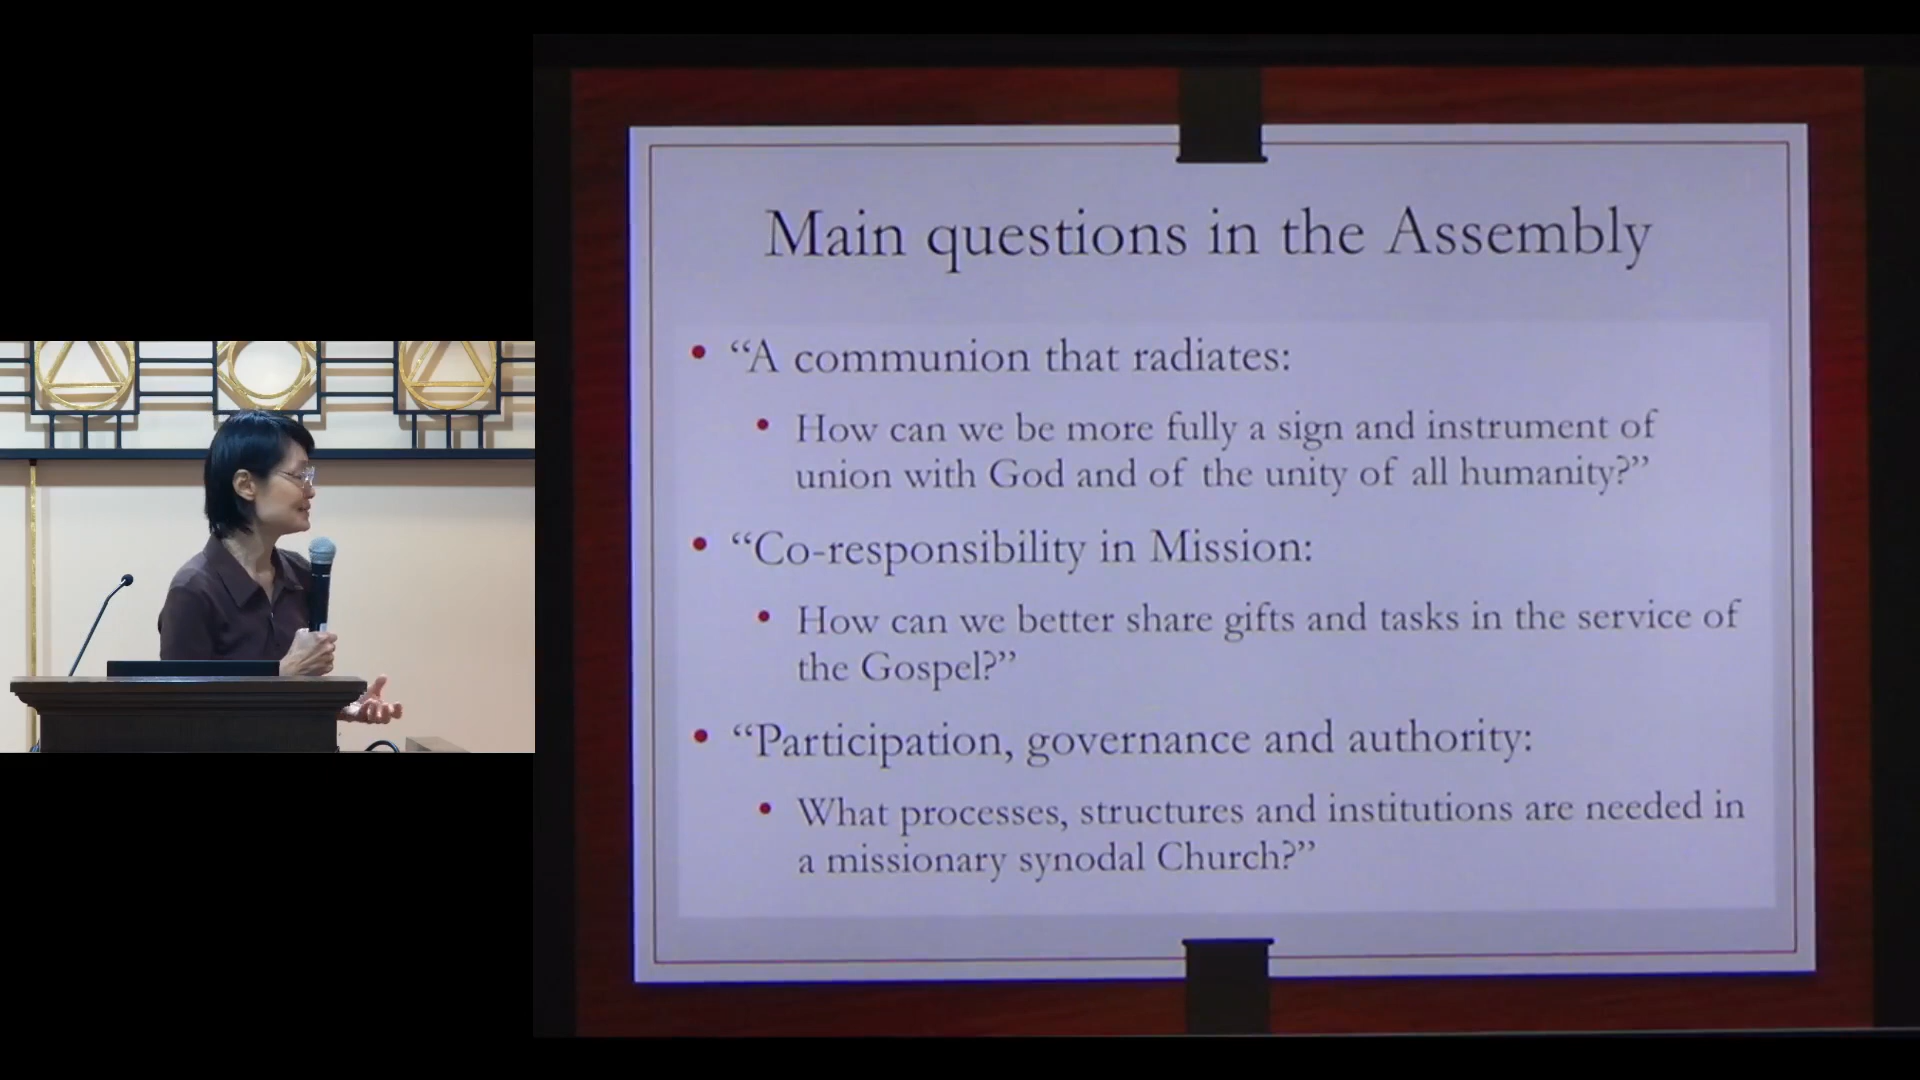 Main questions in the Assembly
• “A communion that radiates:
• How can we be more fully a sign and instrument of
union with God and of the unity of all humanity?”
• “Co-responsibility in Mission:
• How can we better share gifts and tasks in the service of
the Gospel?”
• “Participation, governance and authority:
• What processes, structures and institutions are needed in
a missionary synodal Church?”